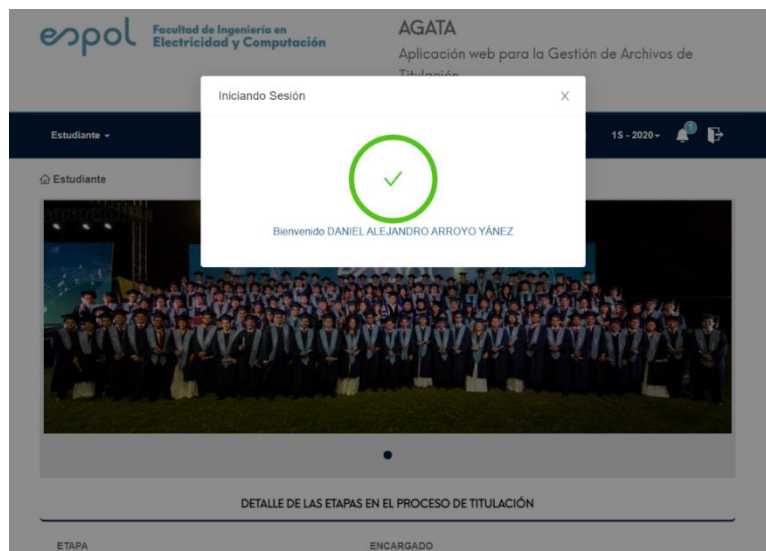 espol
Facultad de Ingeniería en
Electricidad y Computación
AGATA
Aplicación web para la Gestión de Archivos de
Titulación
Iniciando Sesión
X
Estudiante
1S - 2020
1
Estudiante
Bienvenido DANIEL ALEJANDRO ARROYO YÁNEZ
DETALLE DE LAS ETAPAS EN EL PROCESO DE TITULACIÓN
ETAPA
ENCARGADO